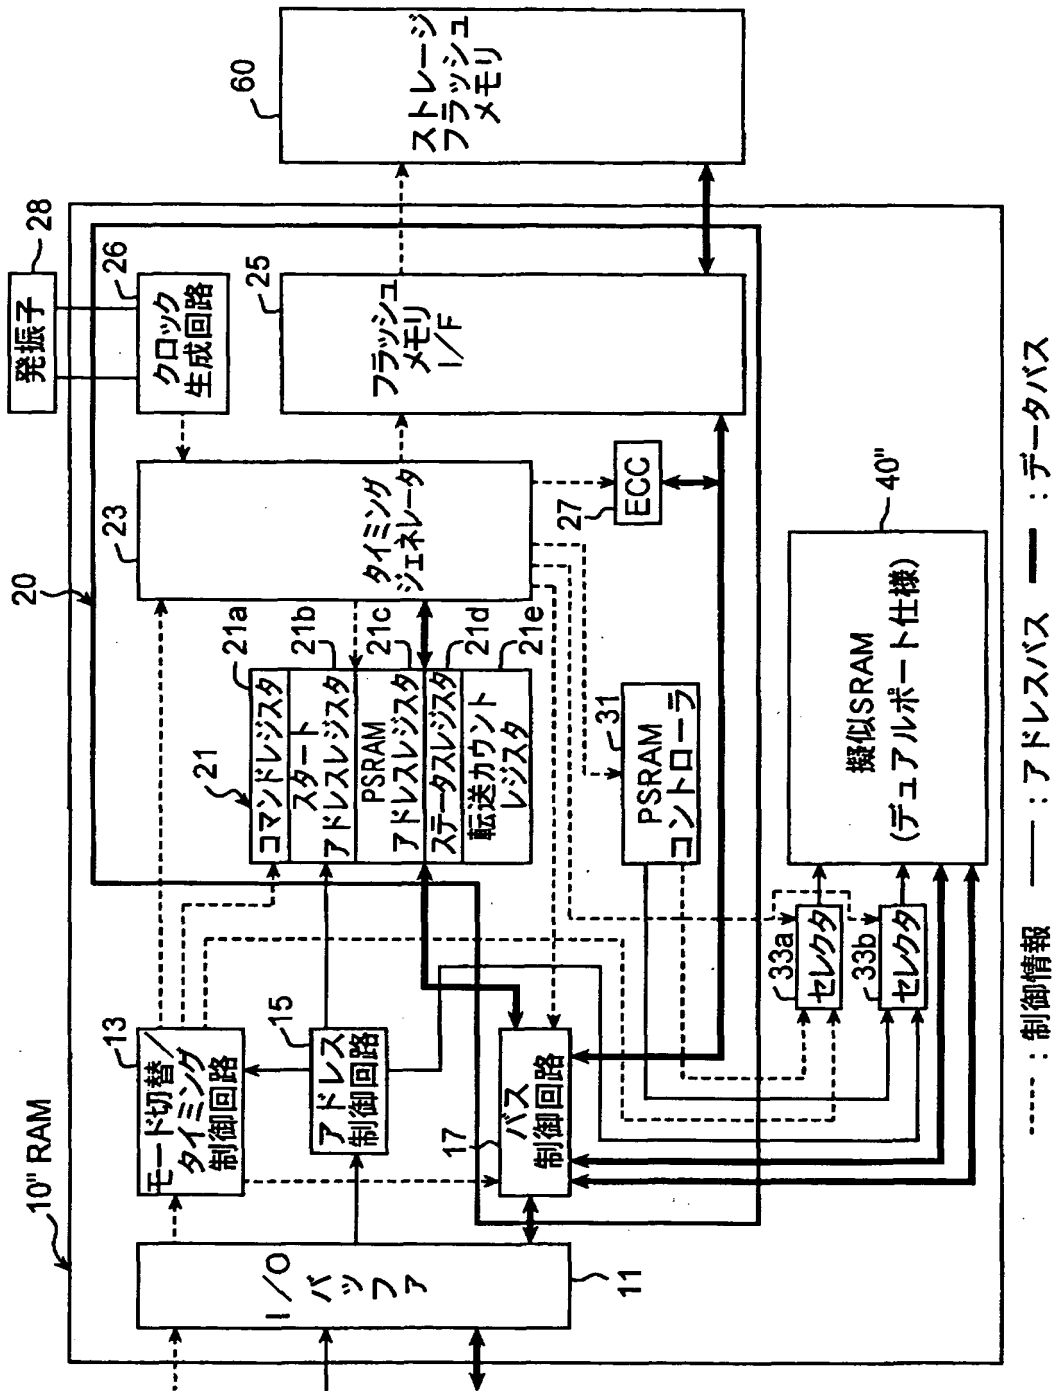 10" RAM
20
28
発振子
26
クロック
生成回路
23
タイミング
ジェネレータ
13
モード切替/
タイミング
制御回路
21
21a
コマンドレジスタ
21b
スタート
アドレスレジスタ
21c
PSRAM
アドレスレジスタ
21d
ステータスレジスタ
21e
転送カウント
レジスタ
15
アドレス
制御回路
I/O
バッファ
11
17
バス
制御回路
25
フラッシュ
メモリ
I/F
60
ストレージ
フラッシュ
メモリ
27
ECC
31
PSRAM
コントローラ
33a
セレクタ
33b
セレクタ
40"
擬似SRAM
(デュアルポート仕様)
:制御情報
:アドレスバス
:データバス